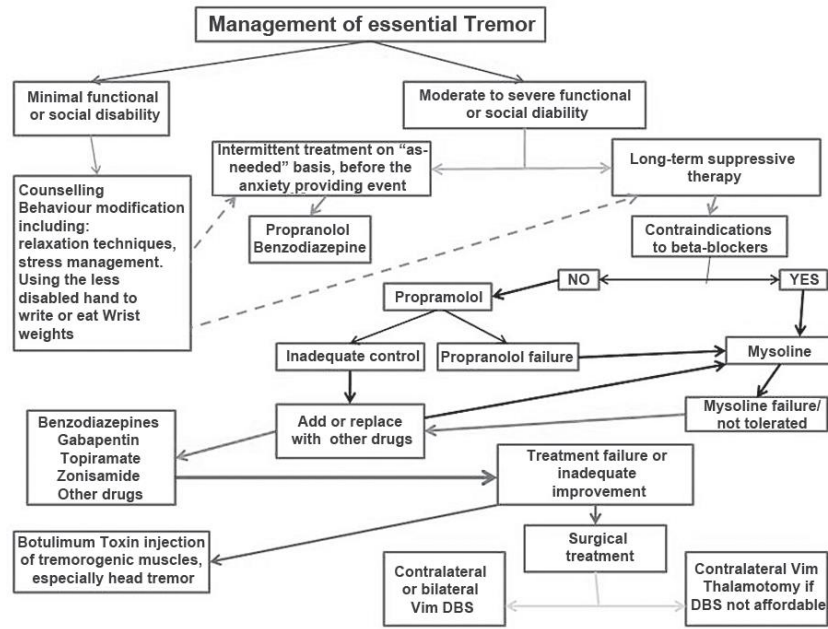 Management of essential Tremor
Minimal functional
or social disability
Moderate to severe functional
or social diability
Intermittent treatment on “as-
needed” basis, before the
anxiety providing event
Long-term suppressive
therapy
Counselling
Behaviour modification
including:
relaxation techniques,
stress management.
Using the less
disabled hand to
write or eat Wrist
weights
Propranolol
Benzodiazepine
Contraindications
to beta-blockers
NO
YES
Propramolol
Inadequate control
Propranolol failure
Mysoline
Mysoline failure/
not tolerated
Add or replace
with other drugs
Benzodiazepines
Gabapentin
Topiramate
Zonisamide
Other drugs
Treatment failure or
inadequate
improvement
Botulimum Toxin injection
of tremorogenic muscles,
especially head tremor
Surgical
treatment
Contralateral
or bilateral
Vim DBS
Contralateral Vim
Thalamotomy if
DBS not affordable